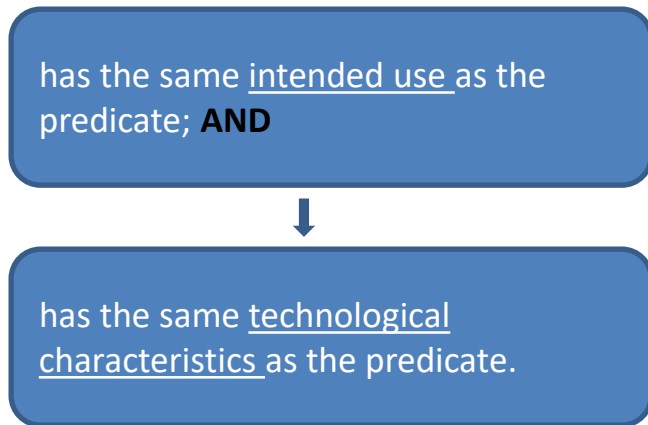 has the same intended use as the
predicate; AND
has the same technological
characteristics as the predicate.